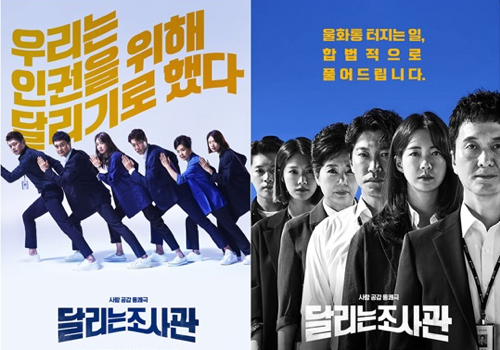 우리는
인권을 위해
달리기로 했다
사람 공감 통쾌극
달리는 조사관
울화통 터지는 일,
합법적으로
풀어드립니다.
사람 공감 통쾌극
달리는 조사관